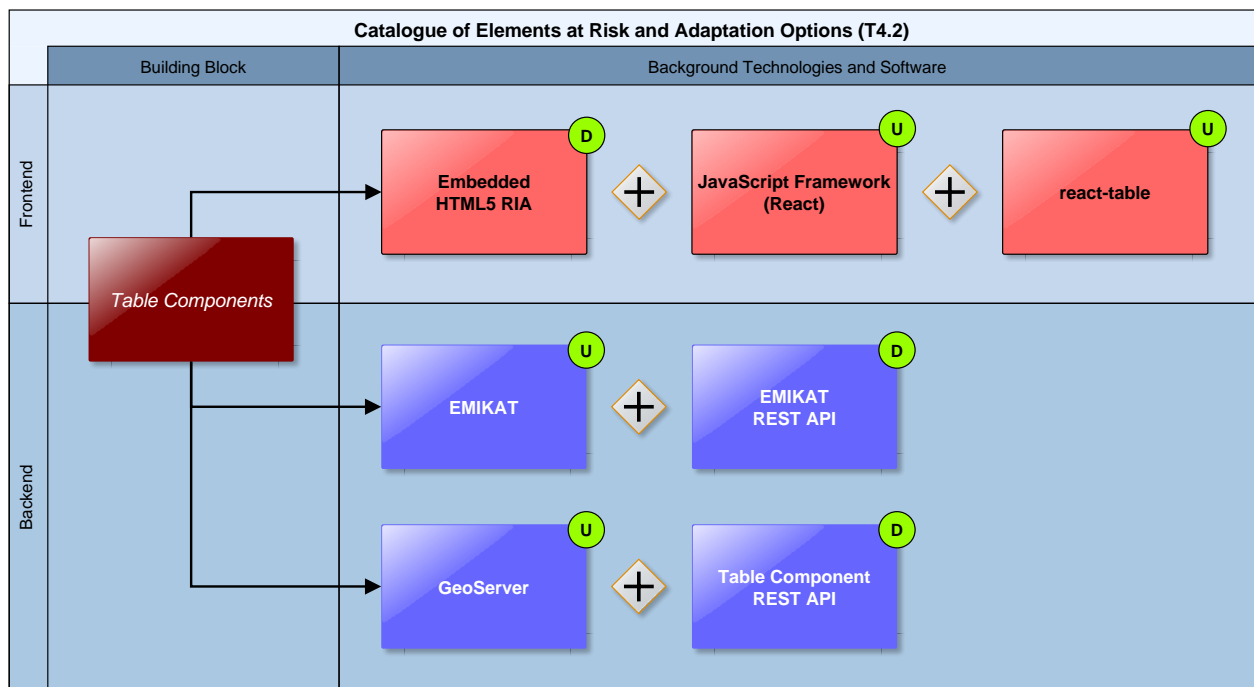 Catalogue of Elements at Risk and Adaptation Options (T4.2)
Building Block
Background Technologies and Software
Frontend
D
Embedded
HTML5 RIA
U
JavaScript Framework
(React)
U
react-table
Table Components
Backend
U
EMIKAT
D
EMIKAT
REST API
U
GeoServer
D
Table Component
REST API